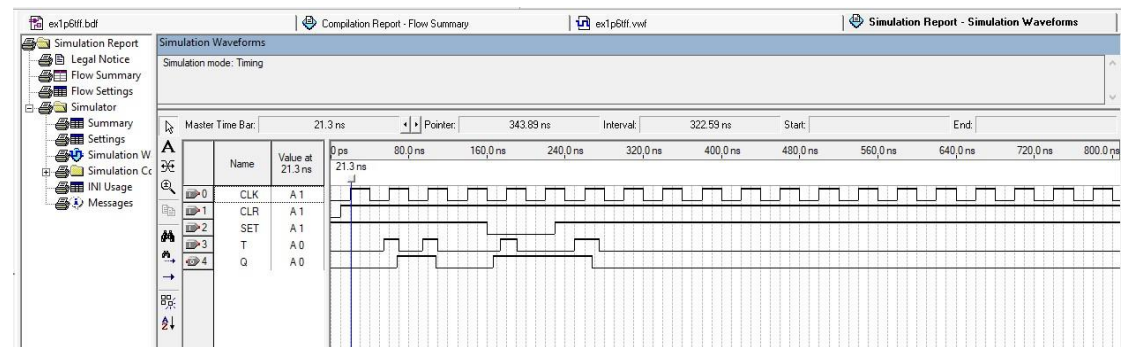 ex1p6tff.bdf
Compilation Report - Flow Summary
ex1p6tff.vwf
Simulation Report - Simulation Waveforms
Simulation Report
Legal Notice
Flow Summary
Flow Settings
Simulator
Summary
Settings
Simulation W
Simulation Cc
INI Usage
Messages
Simulation Waveforms
Simulation mode: Timing
Master Time Bar: 21.3 ns Pointer: 343.89 ns Interval: 322.59 ns Start: End:
Name Value at 21.3 ns
0 ps 80.0 ns 160.0 ns 240.0 ns 320.0 ns 400.0 ns 480.0 ns 560.0 ns 640.0 ns 720.0 ns 800.0 ns
21.3 ns
0 CLK A 1
1 CLR A 1
2 SET A 1
3 T A 0
4 Q A 0